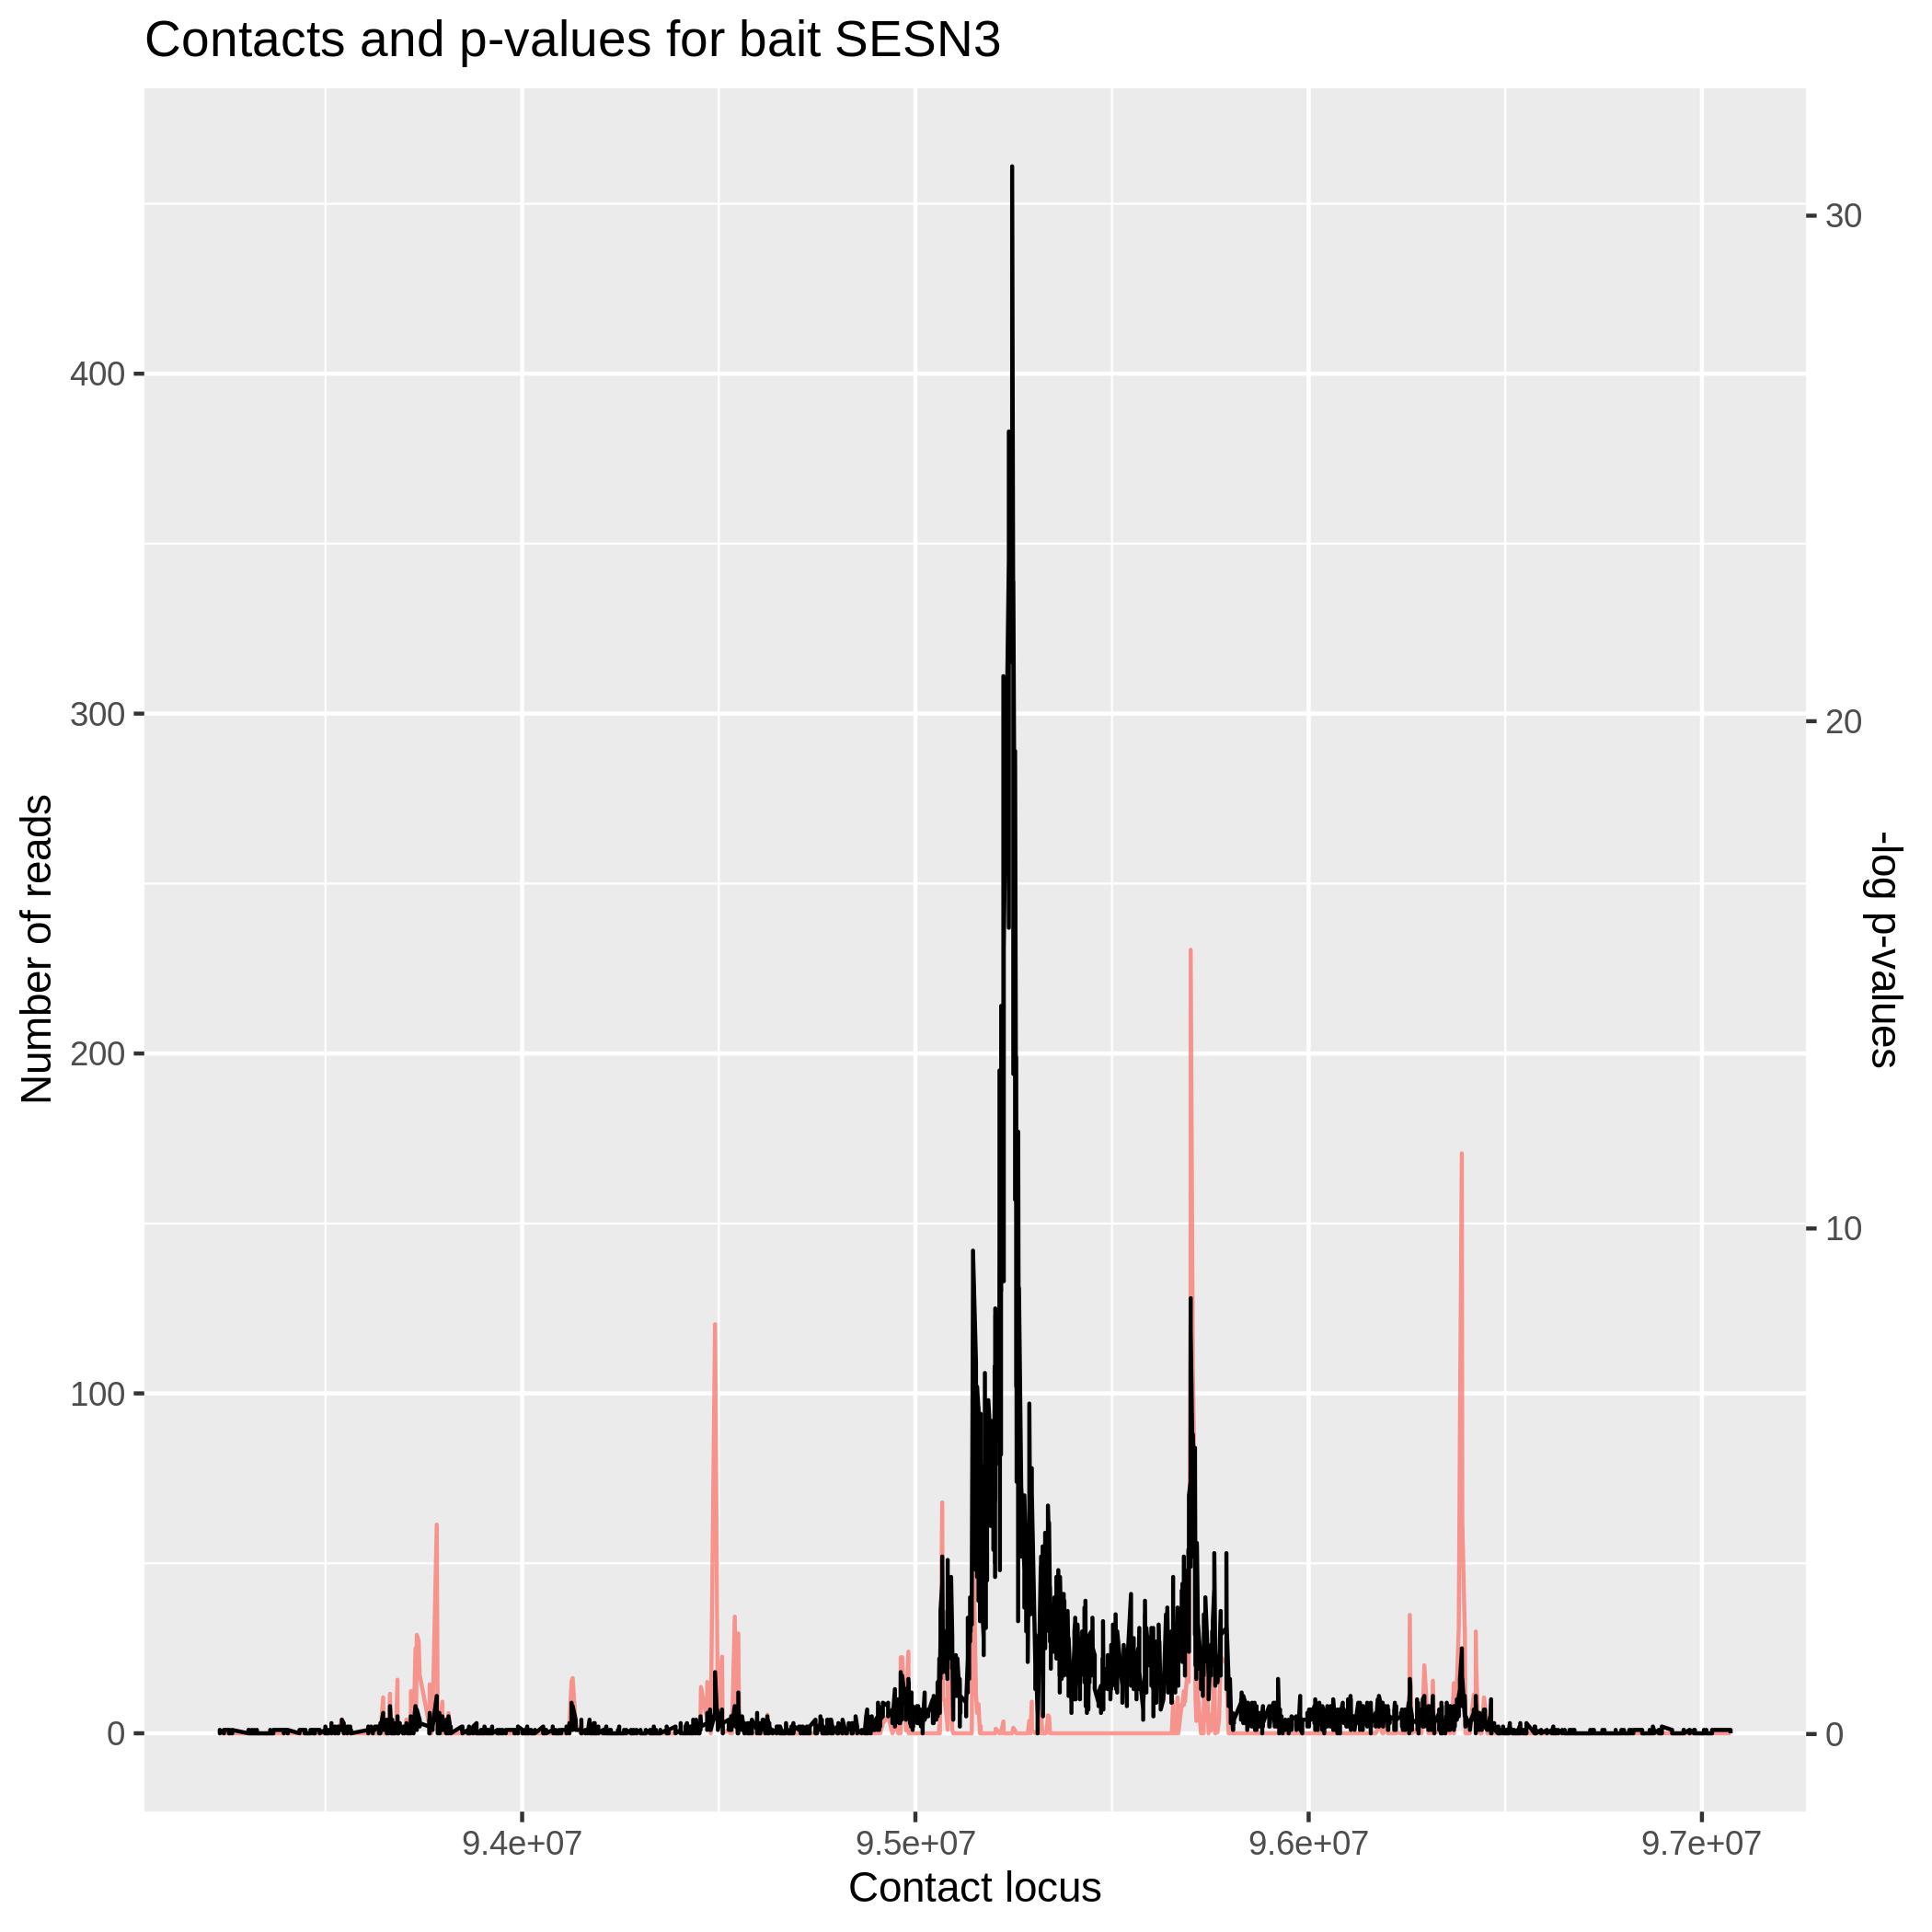 Contacts and p-values for bait SESN3
Number of reads
400
300
200
100
0
30
20
10
0
-log p-values
9.4e+07 9.5e+07 9.6e+07 9.7e+07
Contact locus